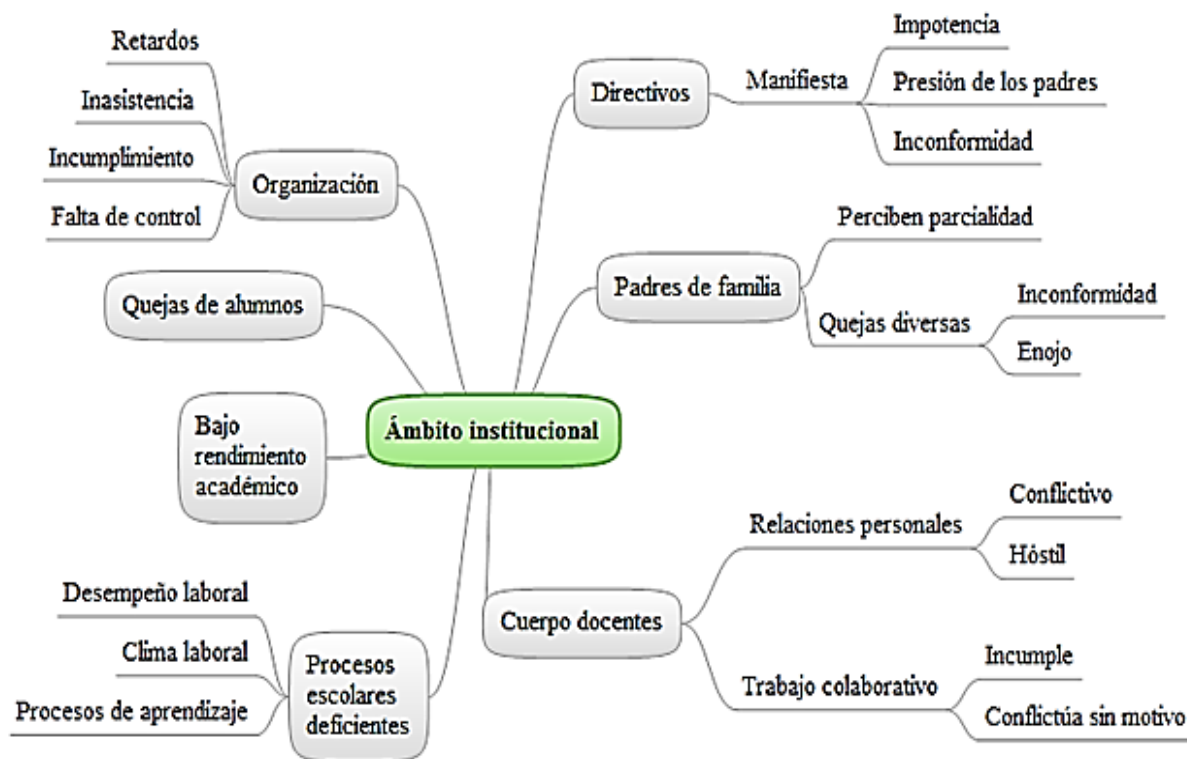 Retardos
Inasistencia
Incumplimiento
Falta de control
Organización
Quejas de alumnos
Bajo
rendimiento
académico
Desempeño laboral
Clima laboral
Procesos de aprendizaje
Procesos
escolares
deficientes
Ámbito institucional
Directivos
Manifiesta
Impotencia
Presión de los padres
Inconformidad
Padres de familia
Perciben parcialidad
Quejas diversas
Inconformidad
Enojo
Cuerpo docentes
Relaciones personales
Conflictivo
Hóstil
Trabajo colaborativo
Incumple
Conflictúa sin motivo